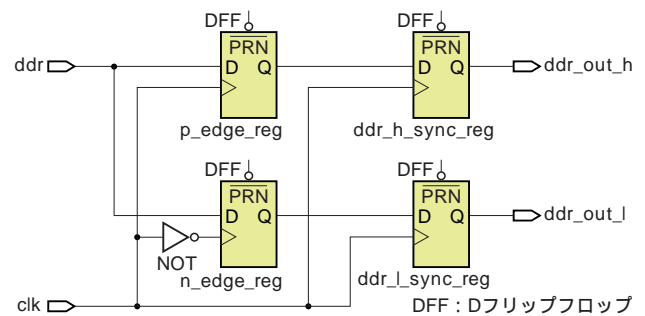 DFF DFF
PRN PRN
ddr D Q D Q ddr_out_h
p_edge_reg ddr_h_sync_reg
DFF DFF
PRN PRN
D Q D Q ddr_out_l
NOT
n_edge_reg ddr_l_sync_reg
clk DFF：Dフリップフロップ